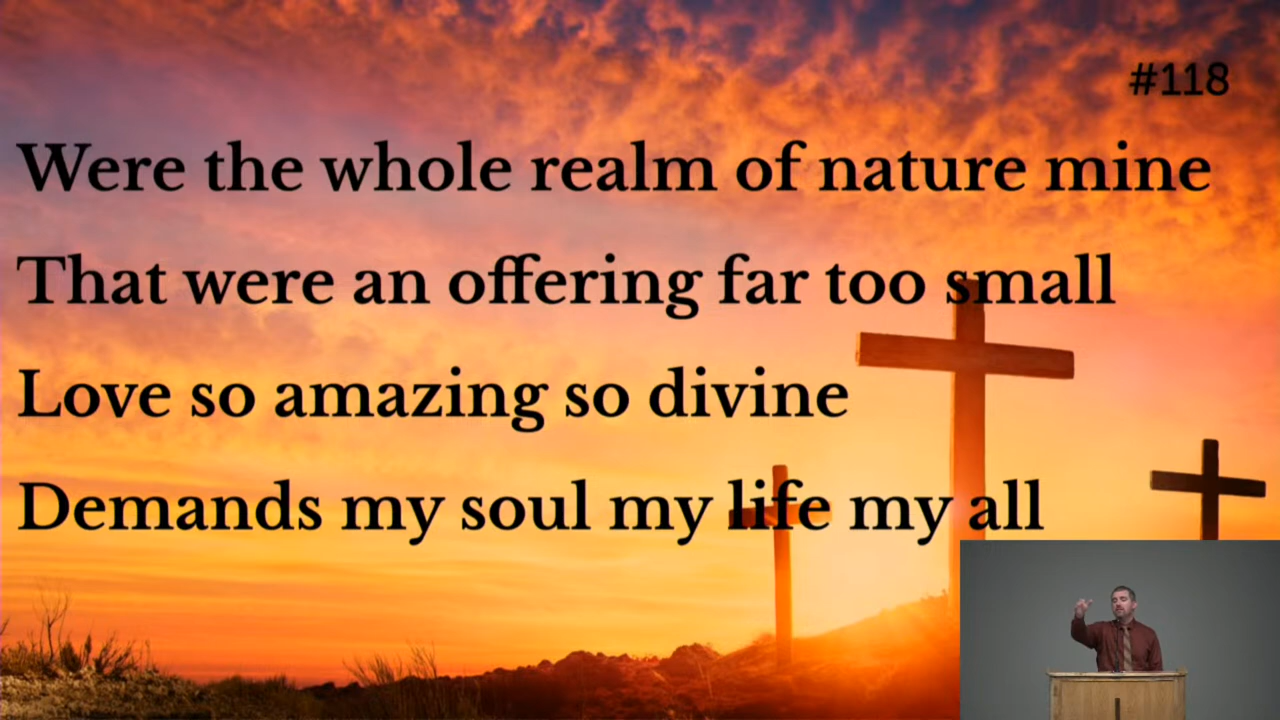 #118
Were the whole realm of nature mine
That were an offering far too small
Love so amazing so divine
Demands my soul my life my all